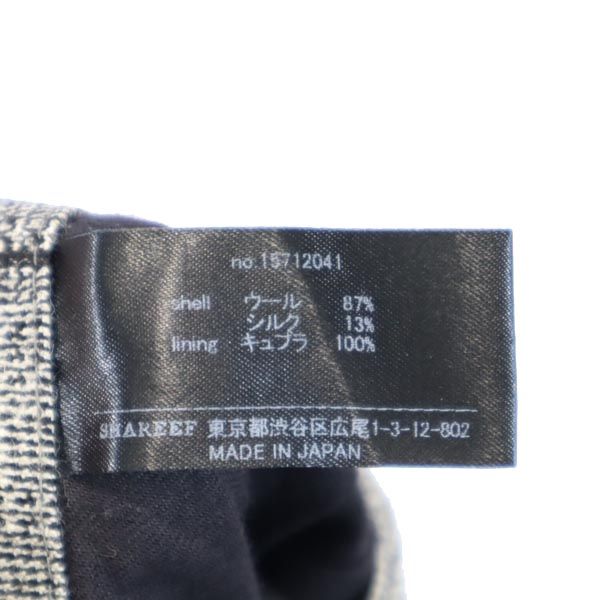 no.15712041
shell ウール 87%
シルク 13%
lining キュプラ 100%
SHAREEF 東京都渋谷区広尾1-3-12-802
MADE IN JAPAN